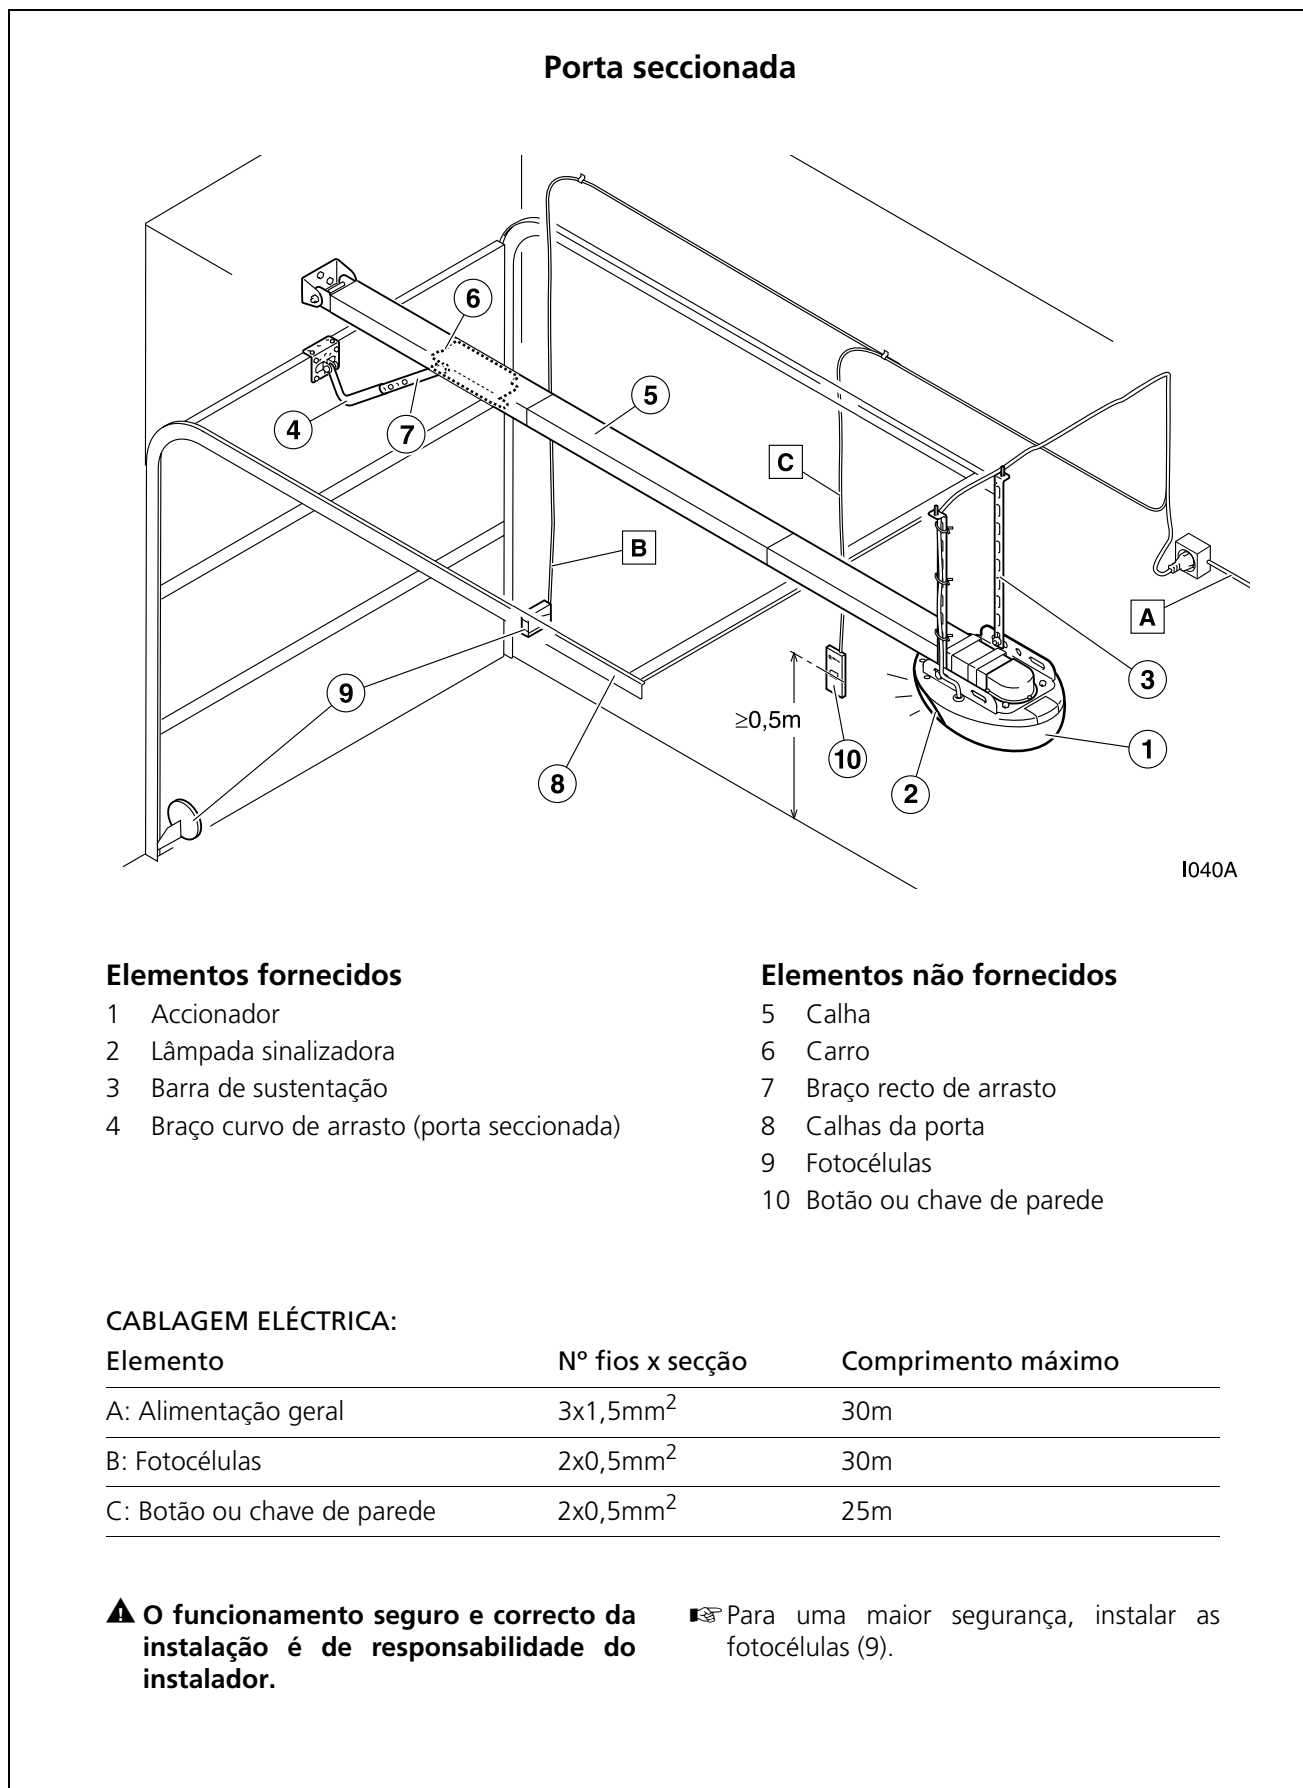 Porta seccionada
6
5
4
7
C
B
A
9
3
≥0,5m
10
1
8
2
I040A
Elementos fornecidos
1 Accionador
2 Lâmpada sinalizadora
3 Barra de sustentação
4 Braço curvo de arrasto (porta seccionada)
Elementos não fornecidos
5 Calha
6 Carro
7 Braço recto de arrasto
8 Calhas da porta
9 Fotocélulas
10 Botão ou chave de parede
CABLAGEM ELÉCTRICA:
Elemento Nº fios x secção Comprimento máximo
A: Alimentação geral 3x1,5mm² 30m
B: Fotocélulas 2x0,5mm² 30m
C: Botão ou chave de parede 2x0,5mm² 25m
O funcionamento seguro e correcto da
instalação é de responsabilidade do
instalador.
☞ Para uma maior segurança, instalar as
fotocélulas (9).